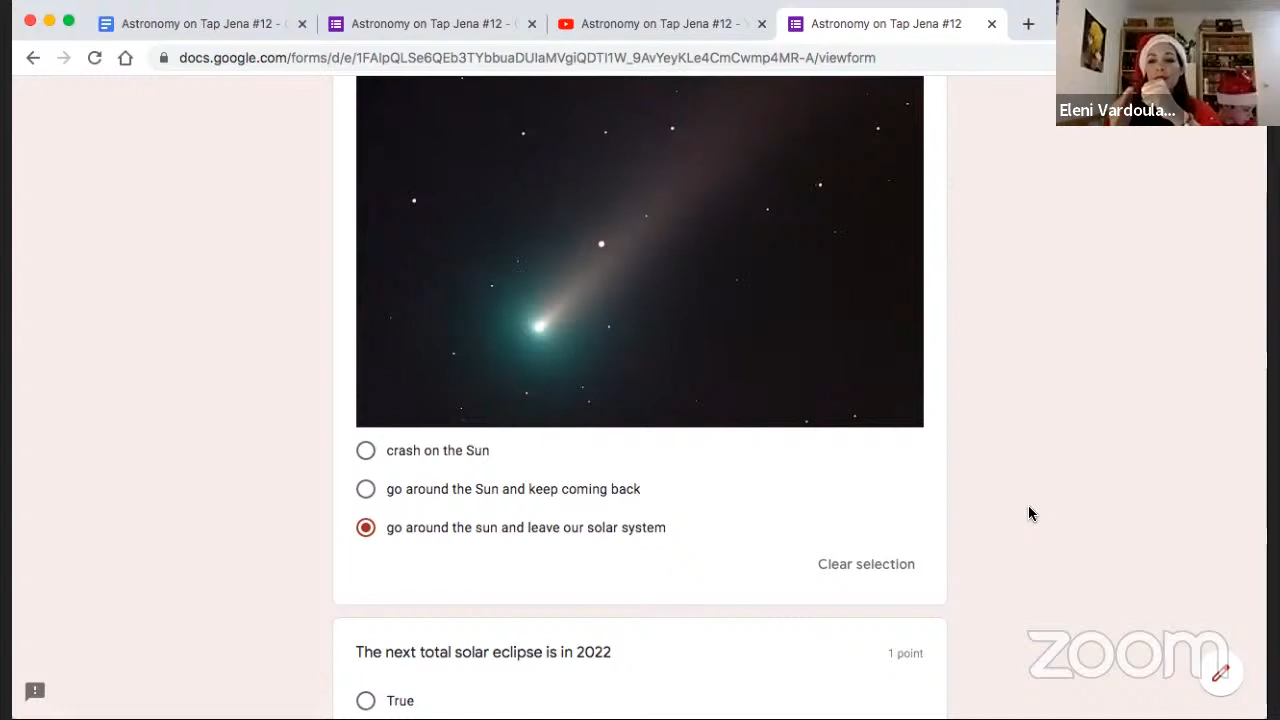 Astronomy on Tap Jena #12 -
Astronomy on Tap Jena #12 -
Astronomy on Tap Jena #12 -
Astronomy on Tap Jena #12
docs.google.com/forms/d/e/1FAIpQLSe6QEb3TYbbuaDUIaMVgiQDTI1W_9AvYeyKLe4CmCwmp4MR-A/viewform
Eleni Vardoula...
crash on the Sun
go around the Sun and keep coming back
go around the sun and leave our solar system
Clear selection
The next total solar eclipse is in 2022
1 point
True
zoom